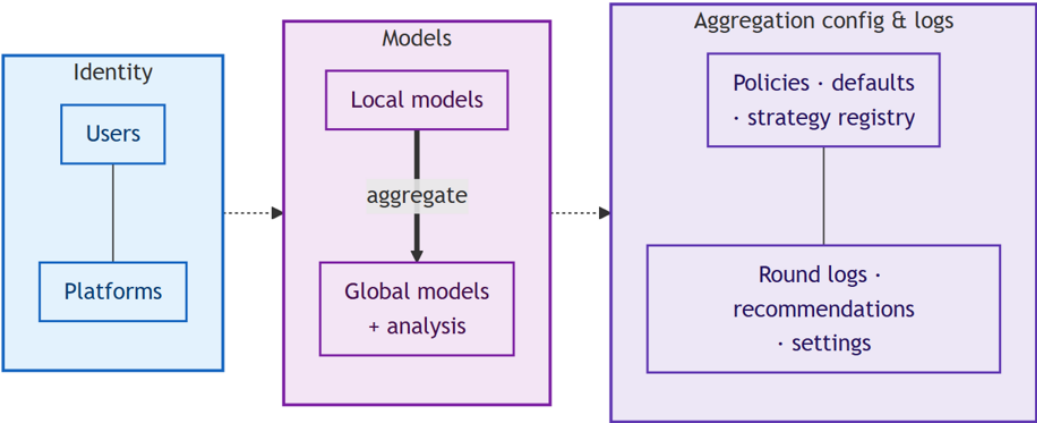 Identity
Users
Platforms
Models
Local models
aggregate
Global models
+ analysis
Aggregation config & logs
Policies · defaults
· strategy registry
Round logs ·
recommendations
· settings